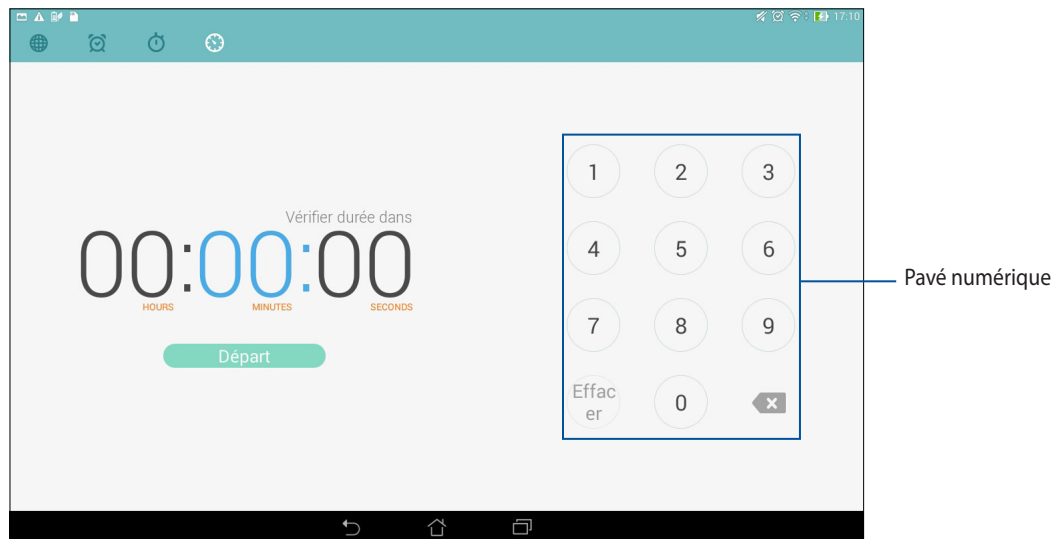 17:10
Vérifier durée dans
00:00:00
HOURS MINUTES SECONDS
Départ
1 2 3
4 5 6
7 8 9
Effac
er
0
Pavé numérique